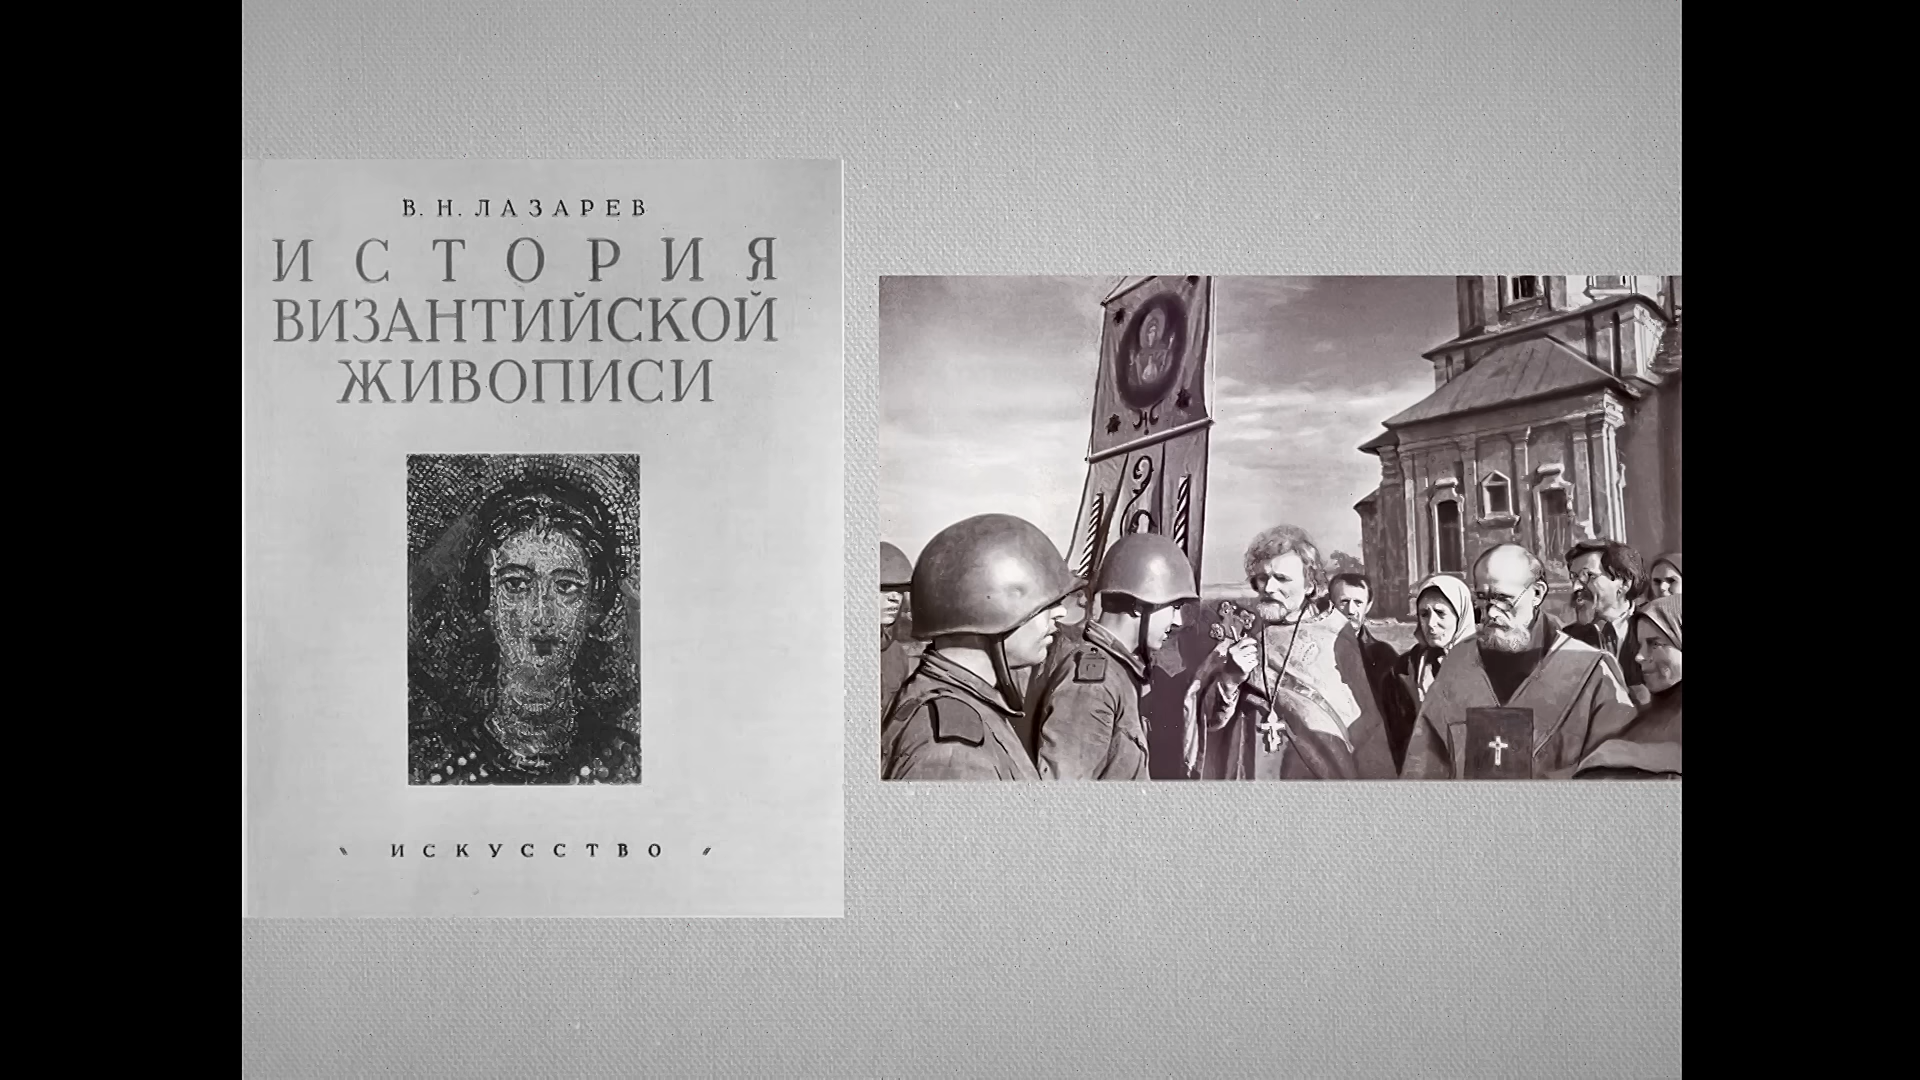 В. Н. ЛАЗАРЕВ
ИСТОРИЯ
ВИЗАНТИЙСКОЙ
ЖИВОПИСИ
ИСКУССТВО